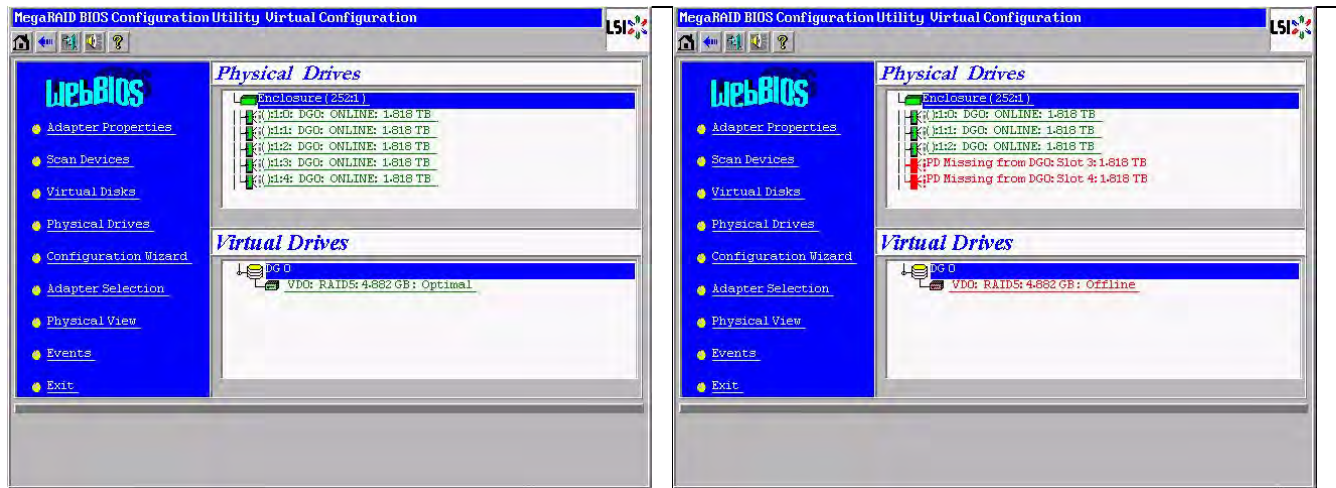 MegaRAID BIOS Configuration Utility Virtual Configuration
LSI
WebBIOS
Adapter Properties
Scan Devices
Virtual Disks
Physical Drives
Configuration Wizard
Adapter Selection
Physical View
Events
Exit
Physical Drives
Enclosure (252:1)
():1:0: DG0: ONLINE: 1.818 TB
():1:1: DG0: ONLINE: 1.818 TB
():1:2: DG0: ONLINE: 1.818 TB
():1:3: DG0: ONLINE: 1.818 TB
():1:4: DG0: ONLINE: 1.818 TB
Virtual Drives
DG 0
VD0: RAID5: 4.882 GB: Optimal
MegaRAID BIOS Configuration Utility Virtual Configuration
LSI
WebBIOS
Adapter Properties
Scan Devices
Virtual Disks
Physical Drives
Configuration Wizard
Adapter Selection
Physical View
Events
Exit
Physical Drives
Enclosure (252:1)
():1:0: DG0: ONLINE: 1.818 TB
():1:1: DG0: ONLINE: 1.818 TB
():1:2: DG0: ONLINE: 1.818 TB
PD Missing from DG0: Slot 3: 1.818 TB
PD Missing from DG0: Slot 4: 1.818 TB
Virtual Drives
DG 0
VD0: RAID5: 4.882 GB: Offline